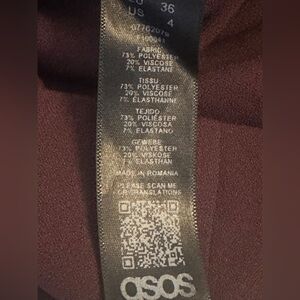 EU 36
US 4
FABRIC
73% POLYESTER
20% VISCOSE
7% ELASTANE
TISSU
73% POLYESTER
20% VISCOSE
7% ELASTHANNE
TEJIDO
73% POLIÉSTER
20% VISCOSA
7% ELASTANO
GEWEBE
73% POLYESTER
20% VISKOSE
7% ELASTHAN
MADE IN ROMANIA
PLEASE SCAN ME
FOR TRANSLATIONS
asos